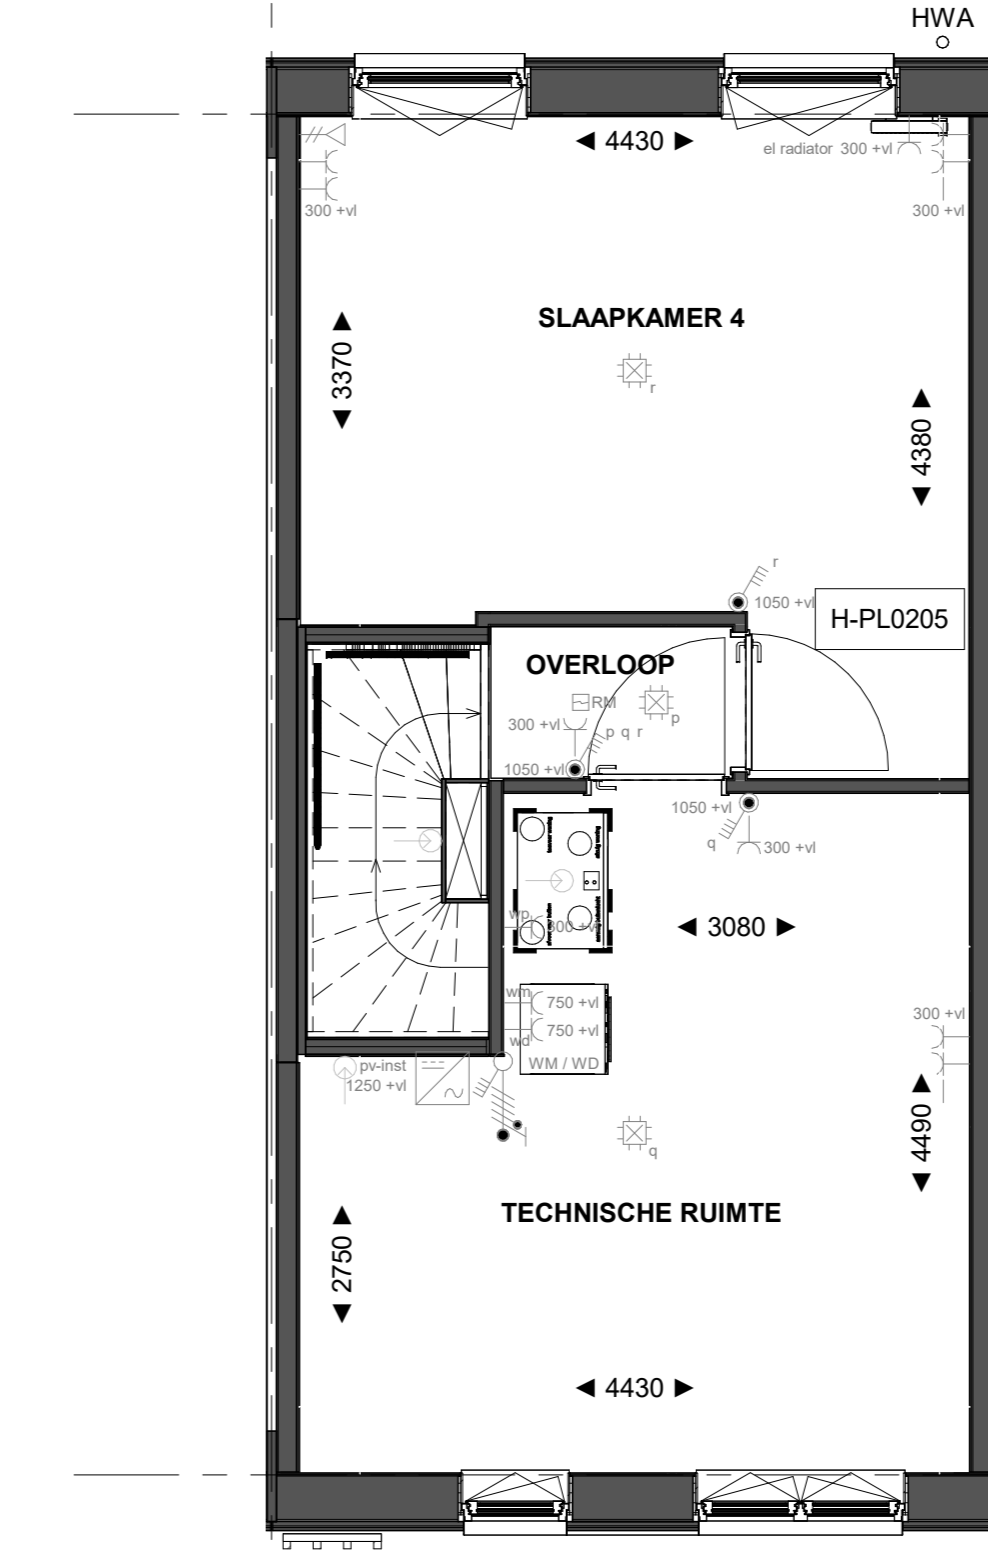 HWA
4430
el radiator 300 +vl
300 +vl
300 +vl
SLAAPKAMER 4
3370
r
4380
r
1050 +vl
H-PL0205
OVERLOOP
RM
p
300 +vl
p q r
1050 +vl
1050 +vl
q
300 +vl
wp
300 +vl
3080
wm
750 +vl
750 +vl
wd
WM / WD
300 +vl
pv-inst
1250 +vl
4490
q
TECHNISCHE RUIMTE
2750
4430